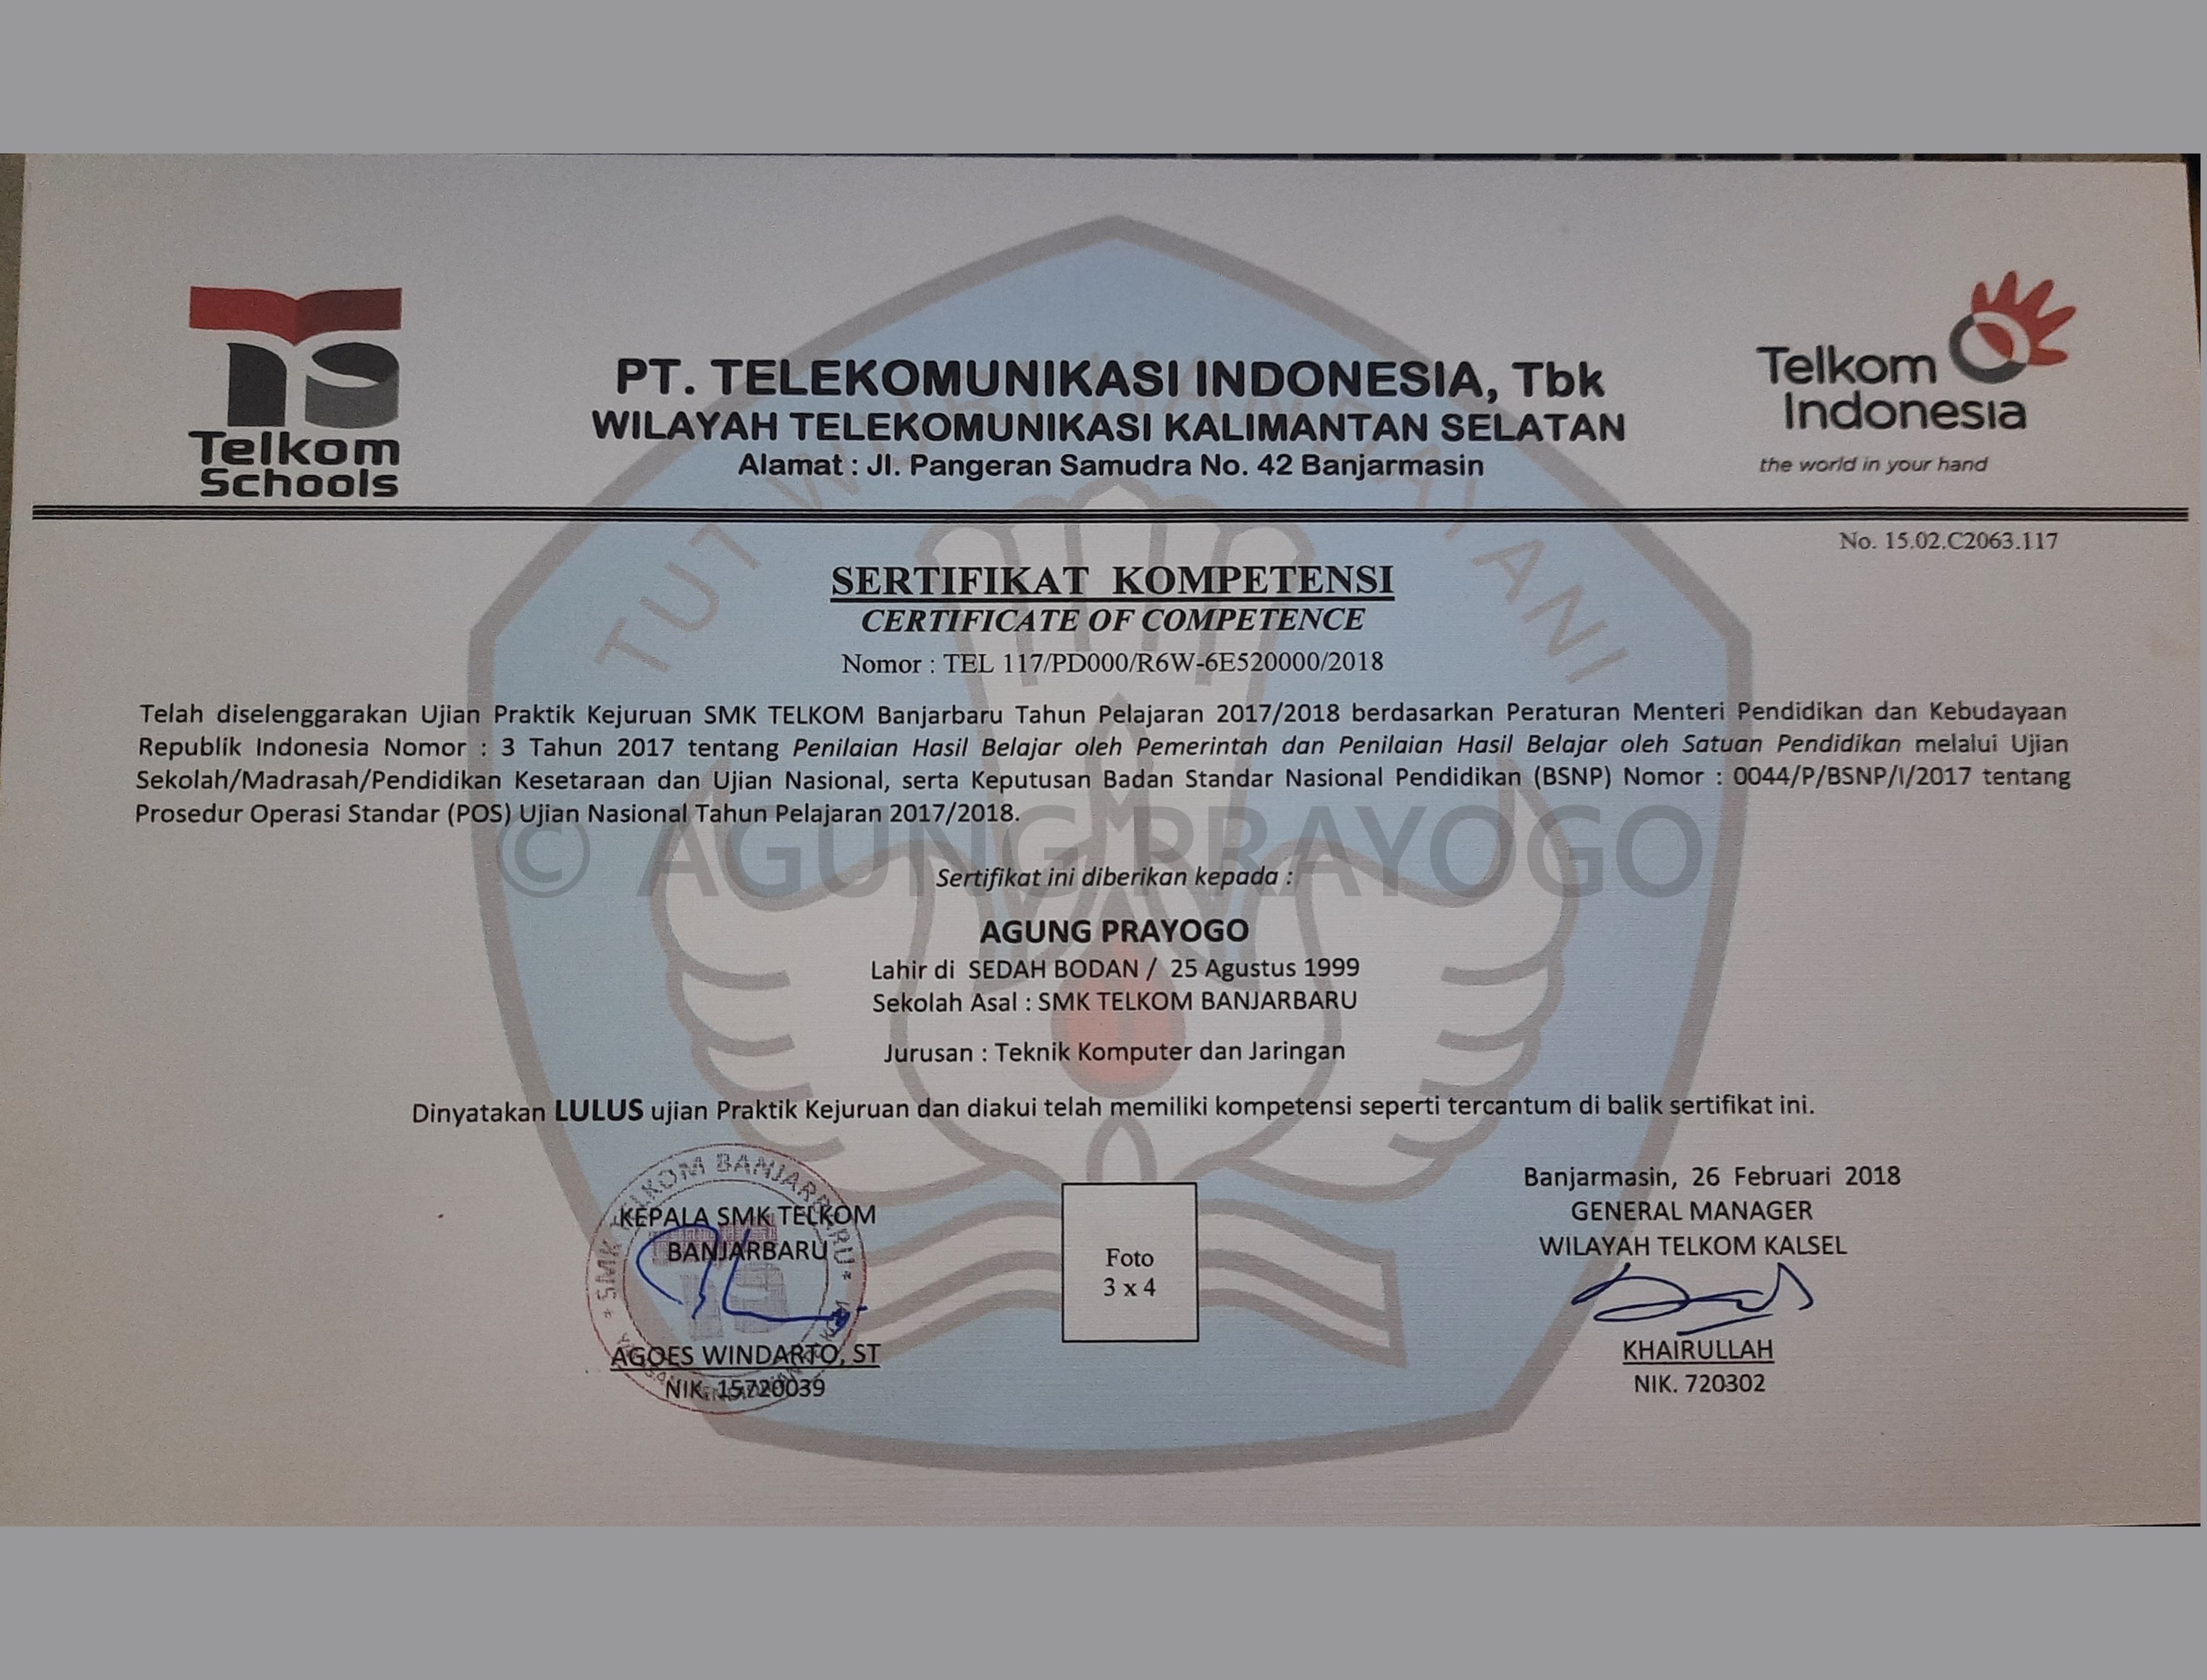 Telkom
Schools
PT. TELEKOMUNIKASI INDONESIA, Tbk
WILAYAH TELEKOMUNIKASI KALIMANTAN SELATAN
Alamat : Jl. Pangeran Samudra No. 42 Banjarmasin
Telkom
Indonesia
the world in your hand
No. 15.02.C2063.117
TUT WURI HANDAYANI
SERTIFIKAT KOMPETENSI
CERTIFICATE OF COMPETENCE
Nomor : TEL 117/PD000/R6W-6E520000/2018
Telah diselenggarakan Ujian Praktik Kejuruan SMK TELKOM Banjarbaru Tahun Pelajaran 2017/2018 berdasarkan Peraturan Menteri Pendidikan dan Kebudayaan
Republik Indonesia Nomor : 3 Tahun 2017 tentang Penilaian Hasil Belajar oleh Pemerintah dan Penilaian Hasil Belajar oleh Satuan Pendidikan melalui Ujian
Sekolah/Madrasah/Pendidikan Kesetaraan dan Ujian Nasional, serta Keputusan Badan Standar Nasional Pendidikan (BSNP) Nomor : 0044/P/BSNP/I/2017 tentang
Prosedur Operasi Standar (POS) Ujian Nasional Tahun Pelajaran 2017/2018.
© AGUNG PRAYOGO
Sertifikat ini diberikan kepada :
AGUNG PRAYOGO
Lahir di SEDAH BODAN / 25 Agustus 1999
Sekolah Asal : SMK TELKOM BANJARBARU
Jurusan : Teknik Komputer dan Jaringan
Dinyatakan LULUS ujian Praktik Kejuruan dan diakui telah memiliki kompetensi seperti tercantum di balik sertifikat ini.
* SMK TELKOM BANJARBARU *
KEPALA SMK TELKOM
BANJARBARU
AGOES WINDARTO, ST
NIK. 15720039
Foto
3 x 4
Banjarmasin, 26 Februari 2018
GENERAL MANAGER
WILAYAH TELKOM KALSEL
KHAIRULLAH
NIK. 720302